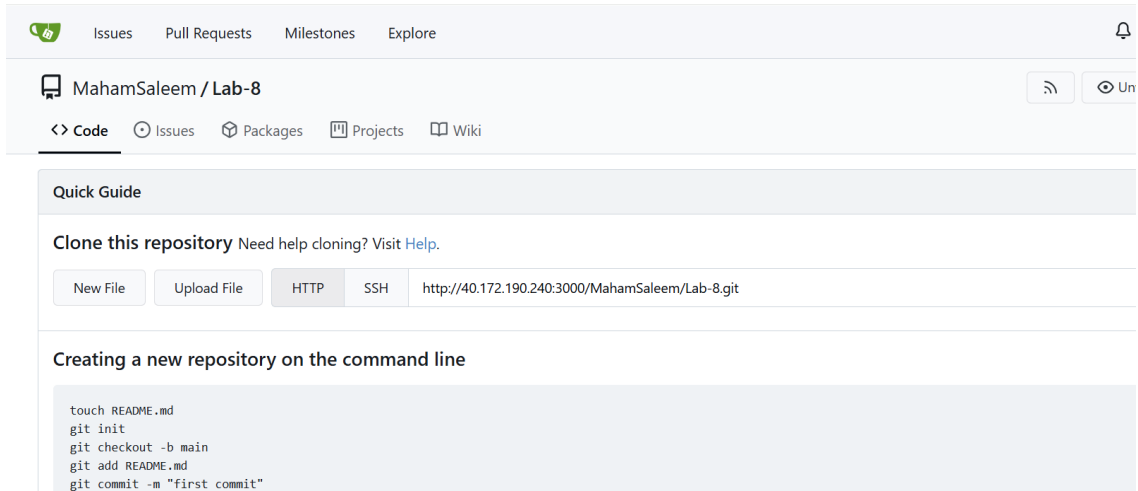 Issues Pull Requests Milestones Explore
MahamSaleem / Lab-8
Code Issues Packages Projects Wiki
Quick Guide
Clone this repository Need help cloning? Visit Help.
New File Upload File HTTP SSH http://40.172.190.240:3000/MahamSaleem/Lab-8.git
Creating a new repository on the command line
touch README.md
git init
git checkout -b main
git add README.md
git commit -m "first commit"